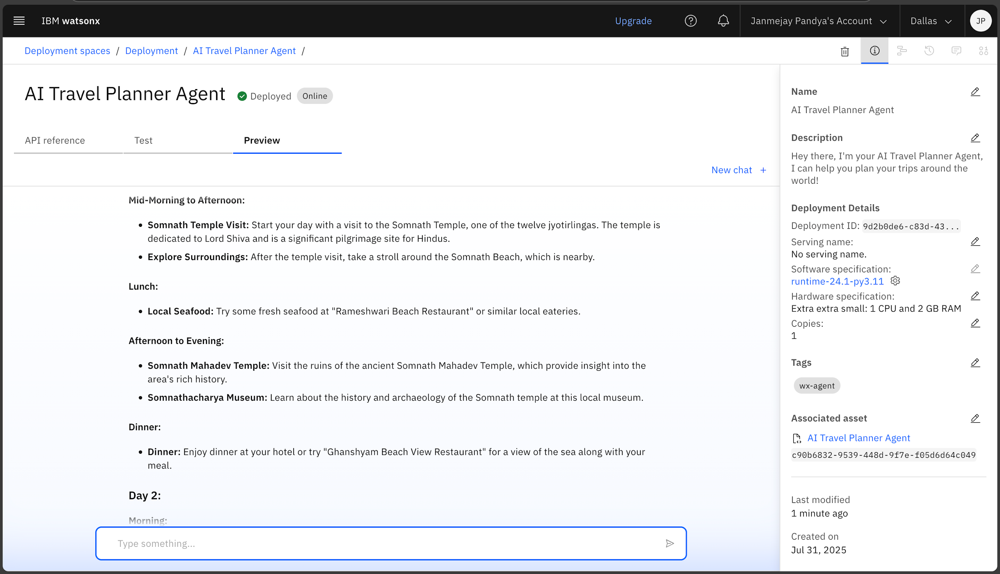 IBM watsonx
Upgrade
Janmejay Pandya's Account
Dallas
JP
Deployment spaces / Deployment / AI Travel Planner Agent /
AI Travel Planner Agent
Deployed
Online
API reference
Test
Preview
New chat +
Mid-Morning to Afternoon:
• Somnath Temple Visit: Start your day with a visit to the Somnath Temple, one of the twelve jyotirlingas. The temple is
dedicated to Lord Shiva and is a significant pilgrimage site for Hindus.
• Explore Surroundings: After the temple visit, take a stroll around the Somnath Beach, which is nearby.
Lunch:
• Local Seafood: Try some fresh seafood at "Rameshwari Beach Restaurant" or similar local eateries.
Afternoon to Evening:
• Somnath Mahadev Temple: Visit the ruins of the ancient Somnath Mahadev Temple, which provide insight into the
area's rich history.
• Somnathacharya Museum: Learn about the history and archaeology of the Somnath temple at this local museum.
Dinner:
• Dinner: Enjoy dinner at your hotel or try "Ghanshyam Beach View Restaurant" for a view of the sea along with your
meal.
Day 2:
Morning:
Type something...
Name
AI Travel Planner Agent
Description
Hey there, I'm your AI Travel Planner Agent,
I can help you plan your trips around the
world!
Deployment Details
Deployment ID: 9d2b0de6-c83d-43...
Serving name:
No serving name.
Software specification:
runtime-24.1-py3.11
Hardware specification:
Extra extra small: 1 CPU and 2 GB RAM
Copies:
1
Tags
wx-agent
Associated asset
AI Travel Planner Agent
c90b6832-9539-448d-9f7e-f05d6d64c049
Last modified
1 minute ago
Created on
Jul 31, 2025